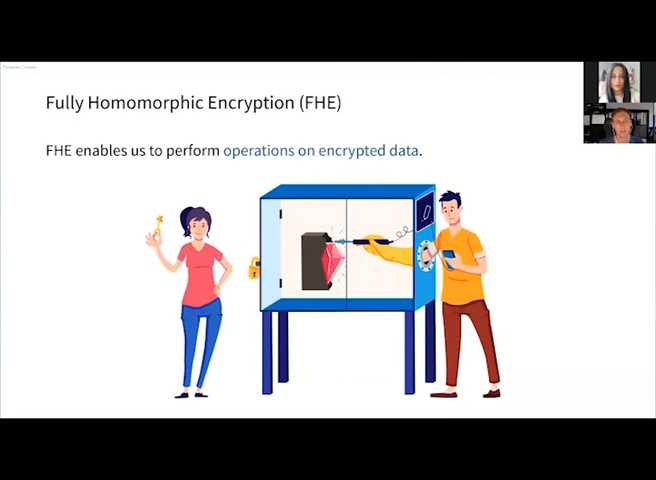 Fully Homomorphic Encryption (FHE)
FHE enables us to perform operations on encrypted data.